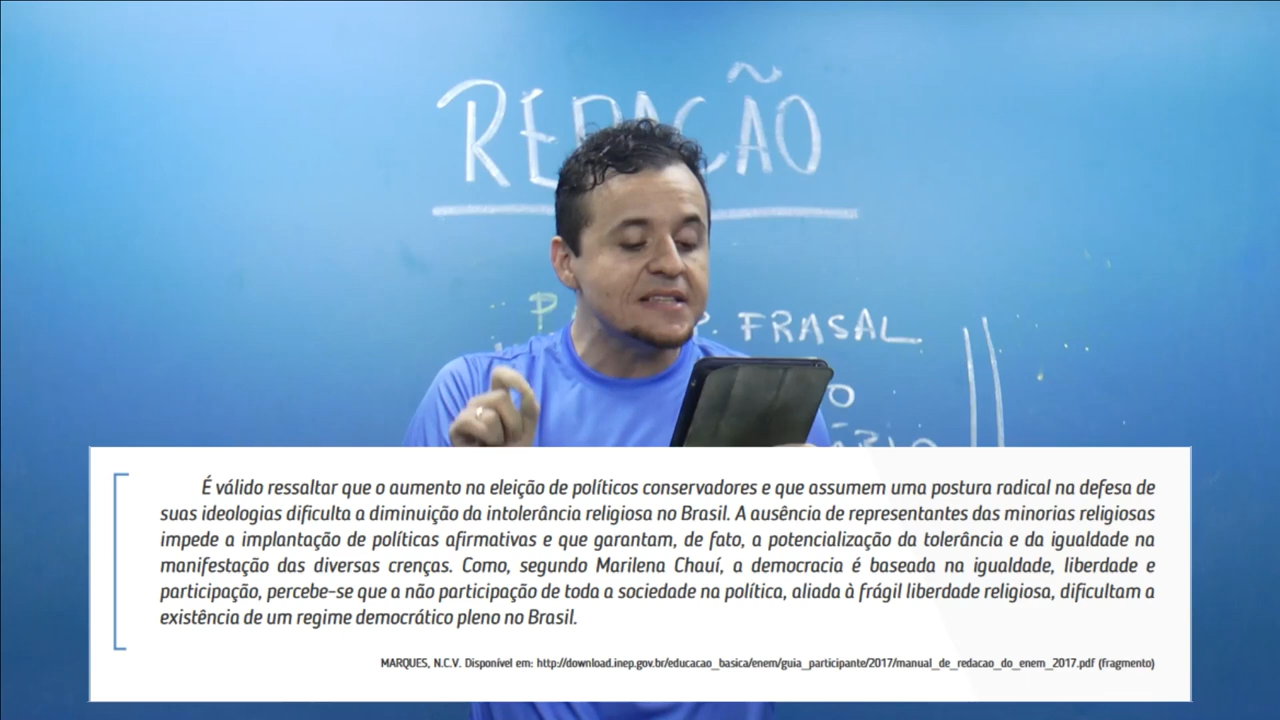 REDAÇÃO
FRASAL
É válido ressaltar que o aumento na eleição de políticos conservadores e que assumem uma postura radical na defesa de
suas ideologias dificulta a diminuição da intolerância religiosa no Brasil. A ausência de representantes das minorias religiosas
impede a implantação de políticas afirmativas e que garantam, de fato, a potencialização da tolerância e da igualdade na
manifestação das diversas crenças. Como, segundo Marilena Chauí, a democracia é baseada na igualdade, liberdade e
participação, percebe-se que a não participação de toda a sociedade na política, aliada à frágil liberdade religiosa, dificultam a
existência de um regime democrático pleno no Brasil.
MARQUES, N.C.V. Disponível em: http://download.inep.gov.br/educacao_basica/enem/guia_participante/2017/manual_de_redacao_do_enem_2017.pdf (fragmento)